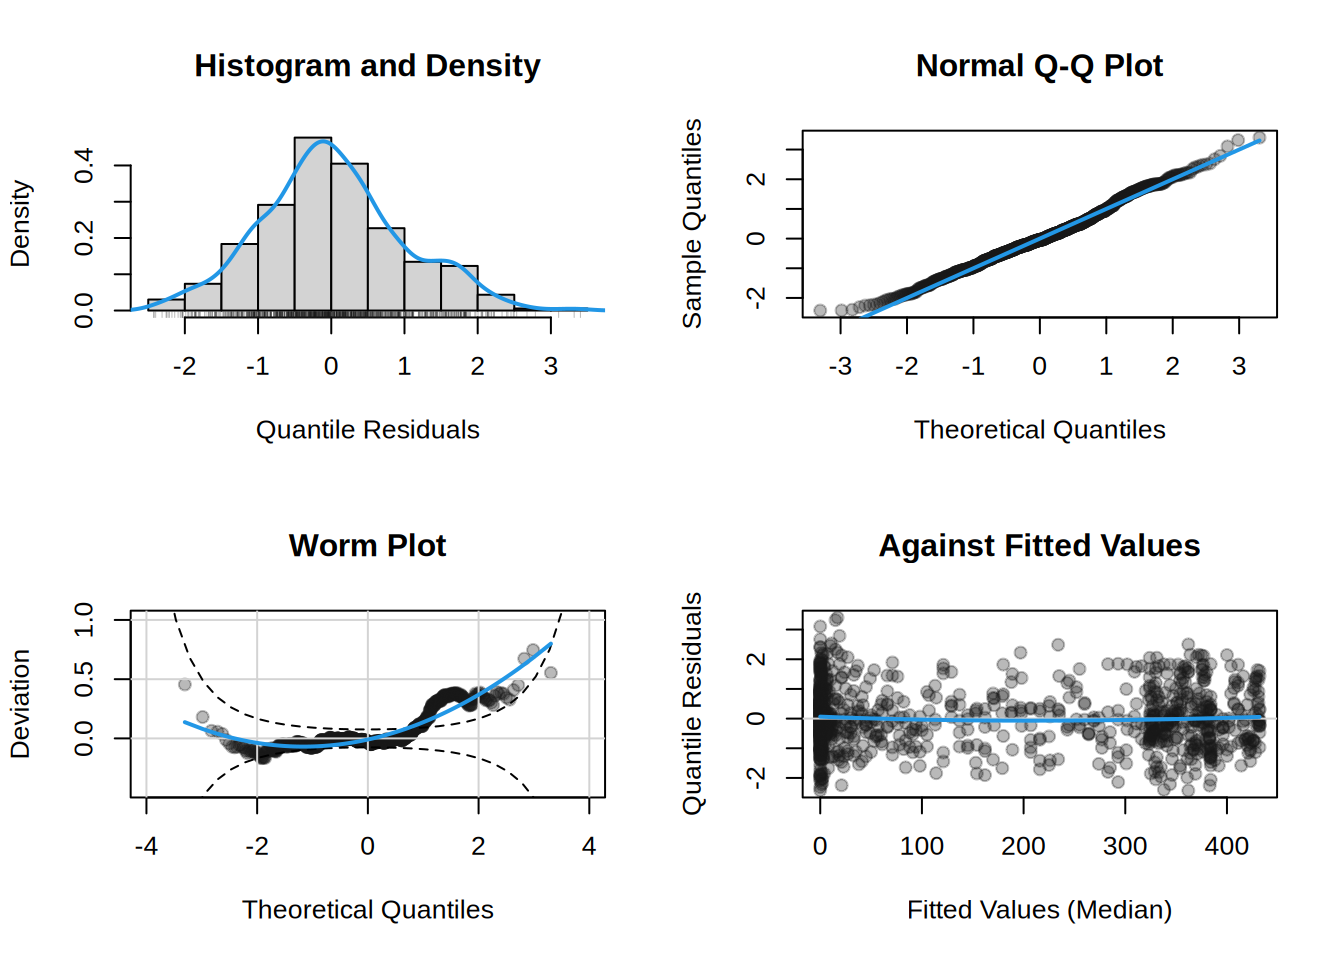 Histogram and Density
Density
0.0 0.2 0.4
-2 -1 0 1 2 3
Quantile Residuals
Normal Q-Q Plot
Sample Quantiles
-2 0 2
-3 -2 -1 0 1 2 3
Theoretical Quantiles
Worm Plot
Deviation
0.0 0.5 1.0
-4 -2 0 2 4
Theoretical Quantiles
Against Fitted Values
Quantile Residuals
-2 0 2
0 100 200 300 400
Fitted Values (Median)